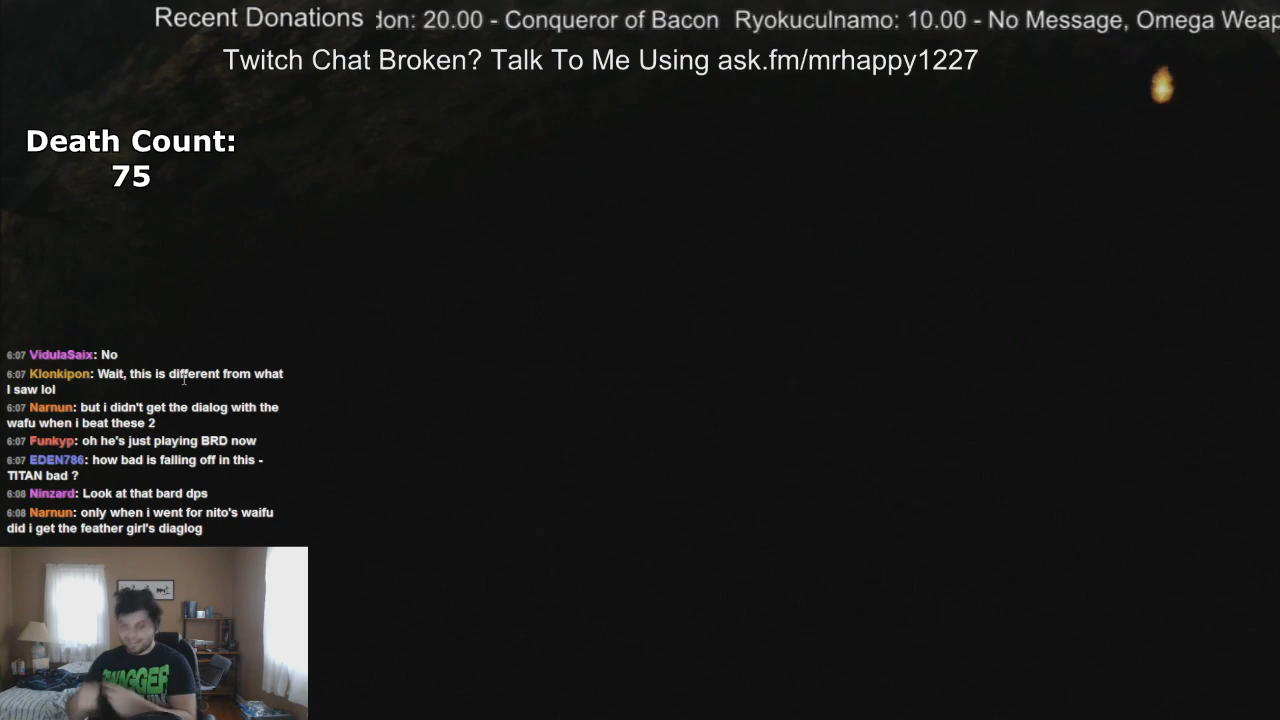 Recent Donations Ion: 20.00 - Conqueror of Bacon Ryokuculnamo: 10.00 - No Message, Omega Weap
Twitch Chat Broken? Talk To Me Using ask.fm/mrhappy1227
Death Count:
75
6:07 VidulaSaix: No
6:07 Klonkipon: Wait, this is different from what
I saw lol
6:07 Narnun: but i didn't get the dialog with the
wafu when i beat these 2
6:07 Funkyp: oh he's just playing BRD now
6:07 EDEN786: how bad is falling off in this -
TITAN bad ?
6:08 Ninzard: Look at that bard dps
6:08 Narnun: only when i went for nito's waifu
did i get the feather girl's diaglog
SWAGGER